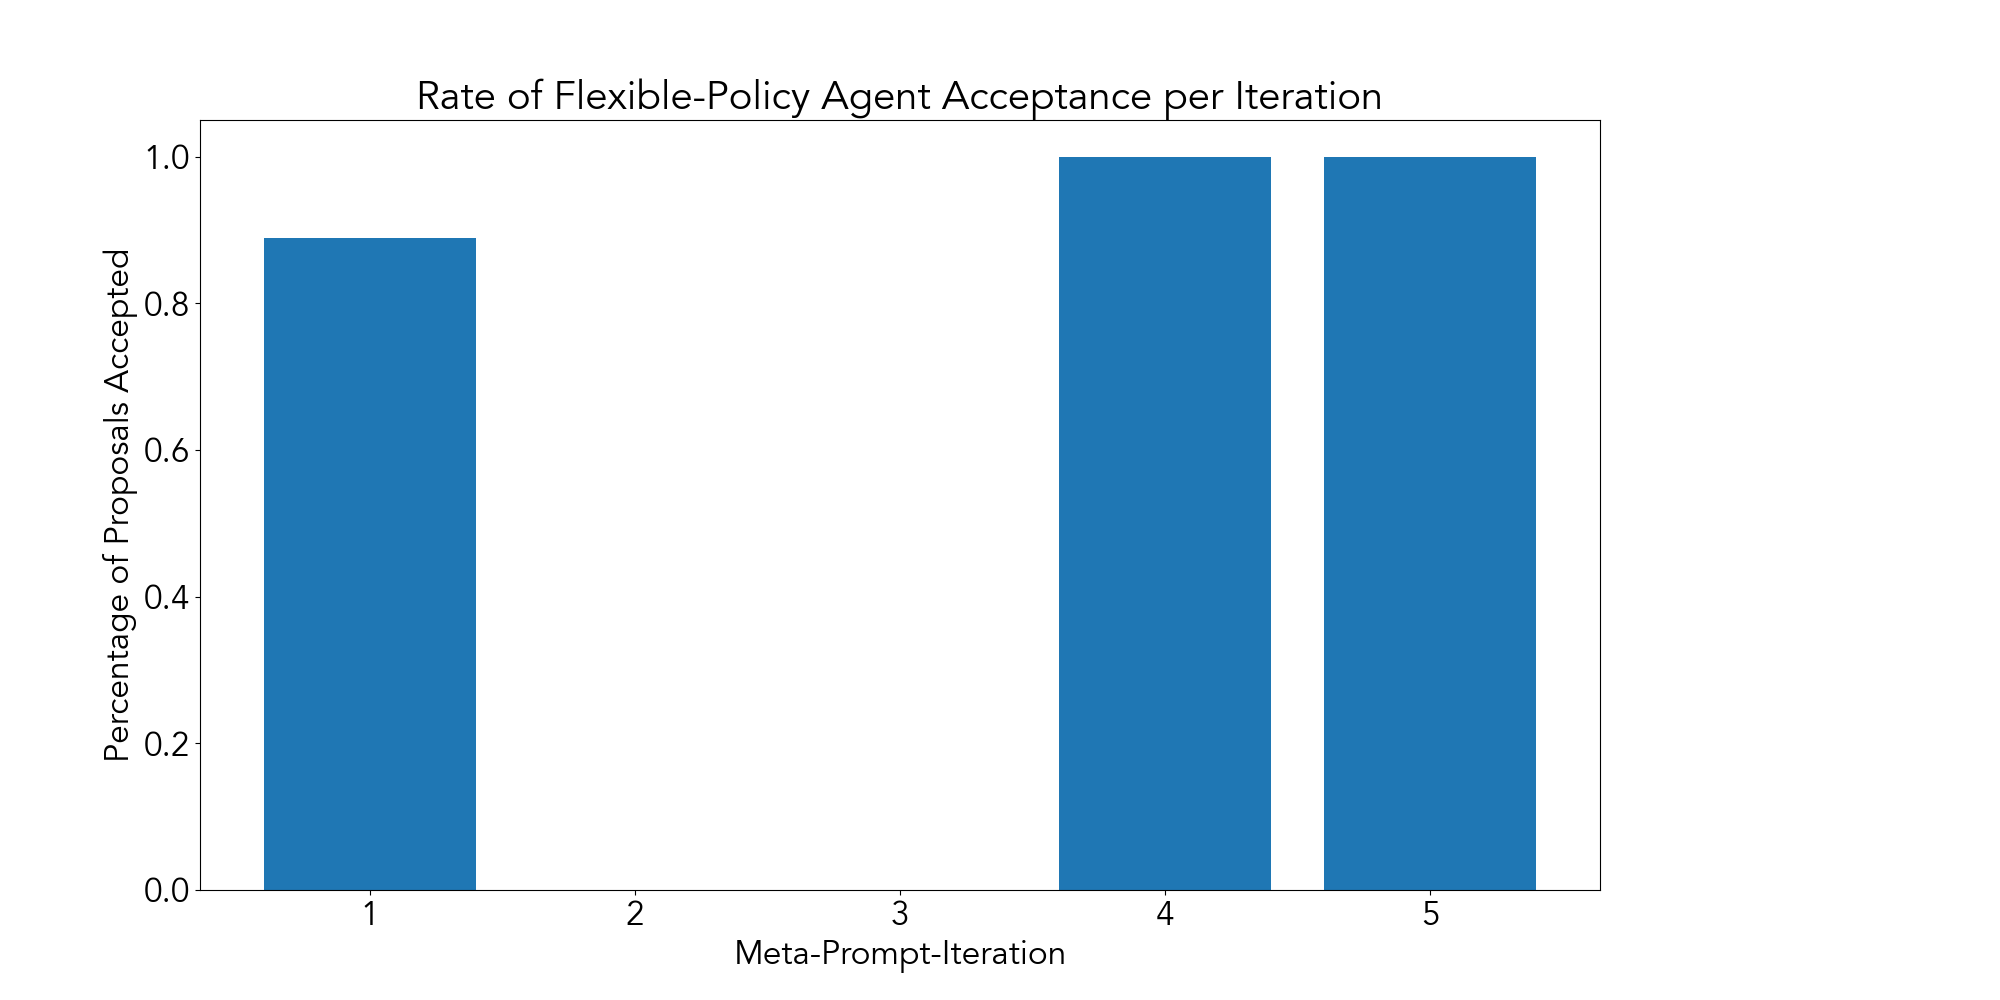 Rate of Flexible-Policy Agent Acceptance per Iteration
Percentage of Proposals Accepted
1.0
0.8
0.6
0.4
0.2
0.0
1 2 3 4 5
Meta-Prompt-Iteration